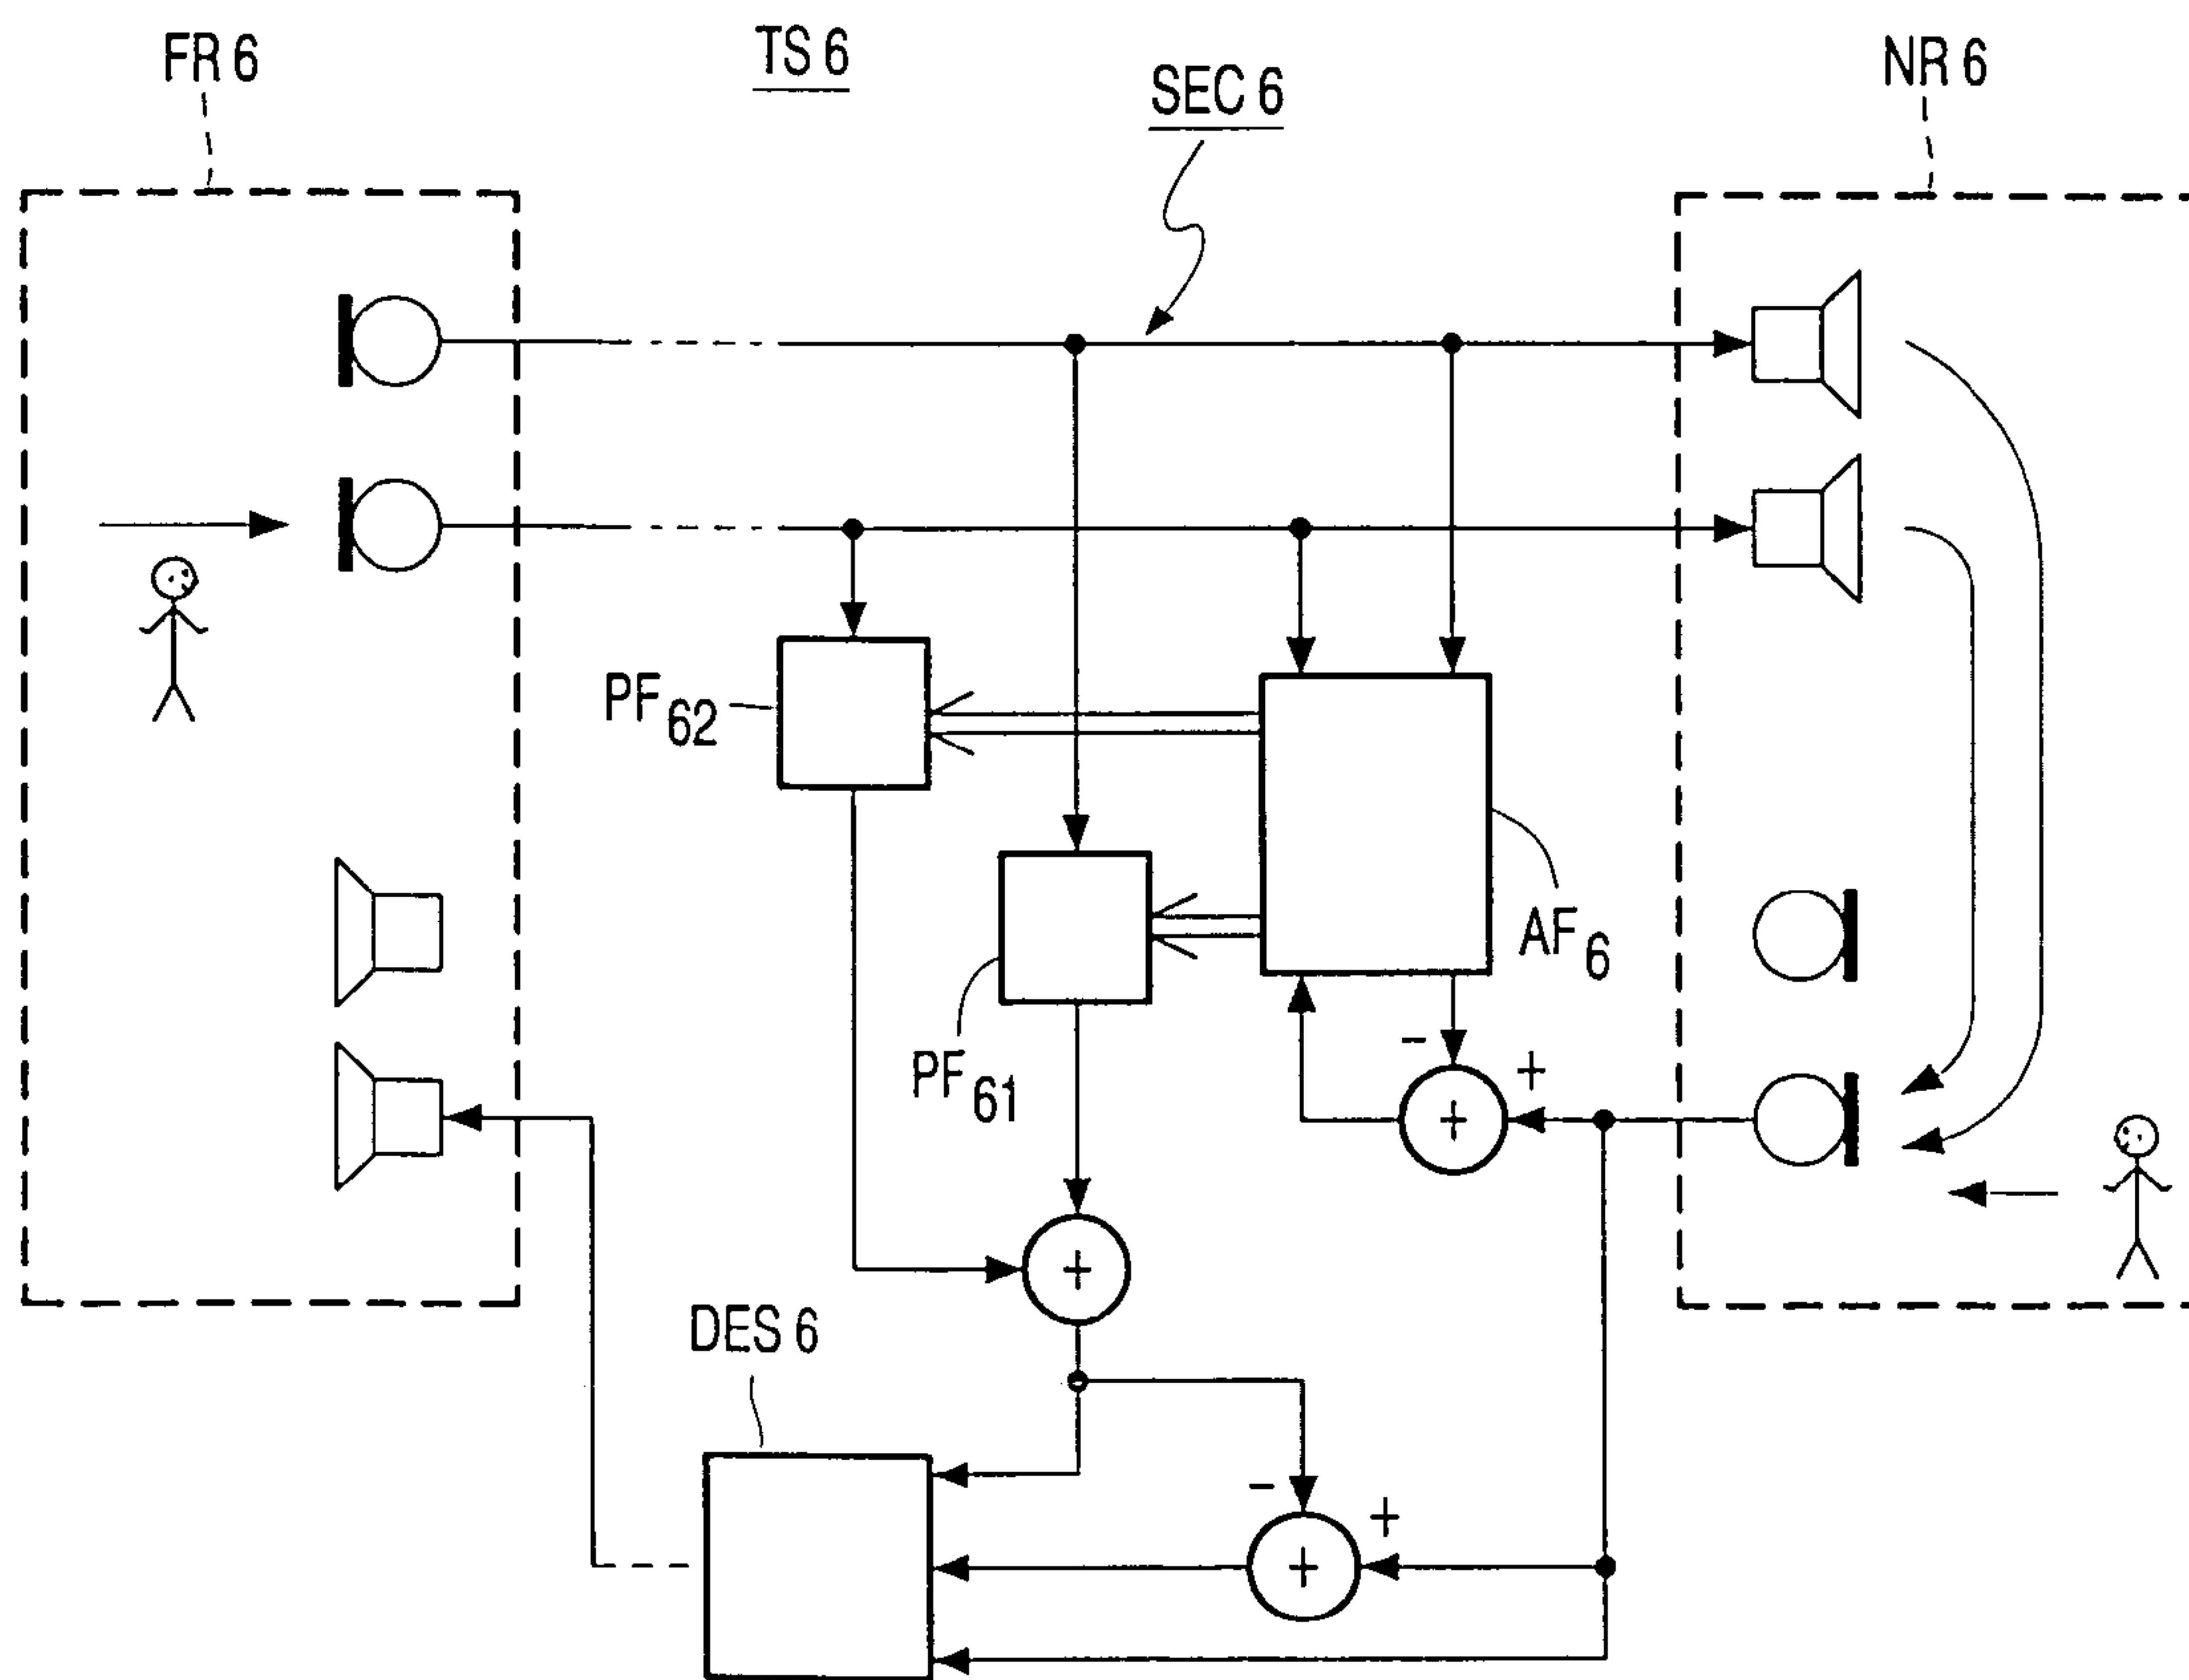 FR 6
TS 6
SEC 6
NR 6
PF62
AF6
PF61
- +
+
+
DES 6
- +
+